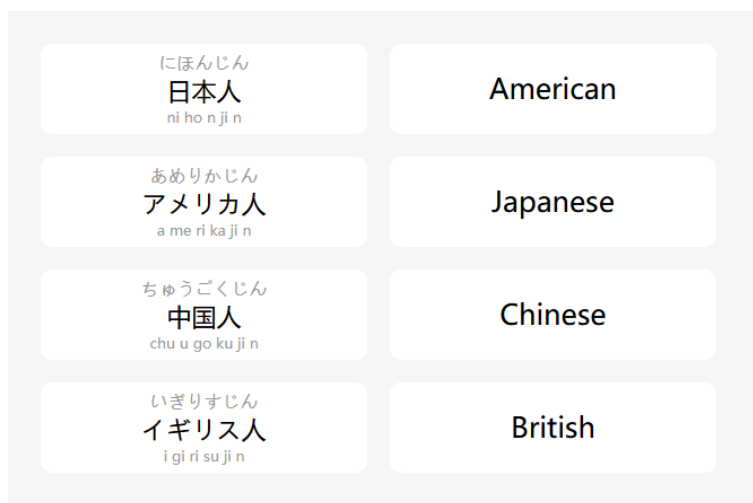 にほんじん
日本人
ni ho n ji n
American
あめりかじん
アメリカ人
a me ri ka ji n
Japanese
ちゅうごくじん
中国人
chu u go ku ji n
Chinese
いぎりすじん
イギリス人
i gi ri su ji n
British